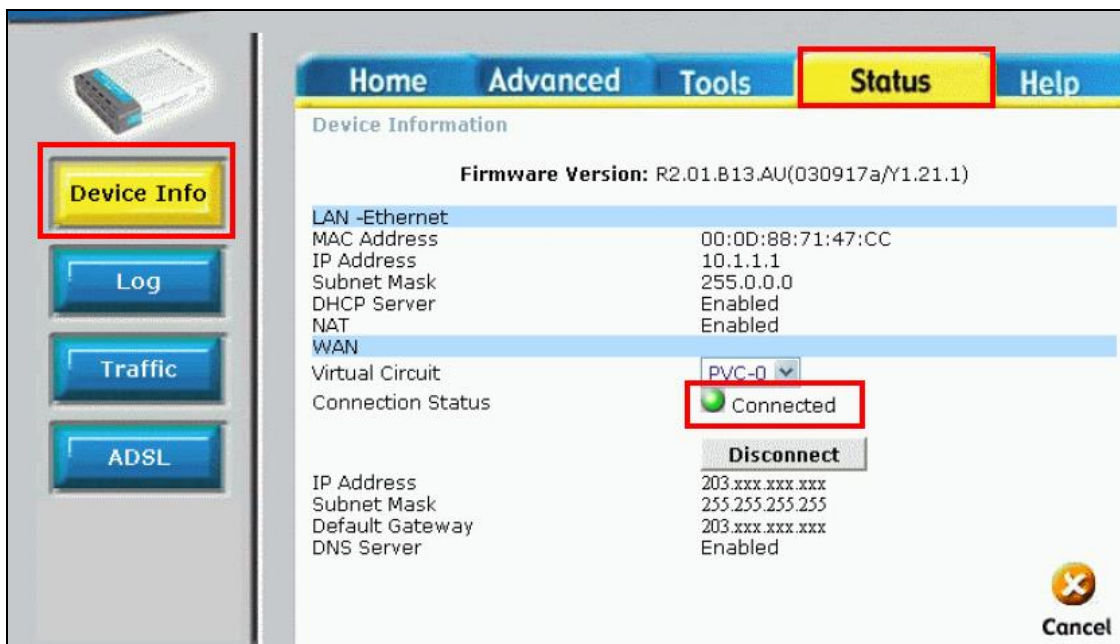 Home Advanced Tools Status Help
Device Information
Device Info
Log
Traffic
ADSL
Firmware Version: R2.01.B13.AU(030917a/Y1.21.1)
LAN -Ethernet
MAC Address 00:0D:88:71:47:CC
IP Address 10.1.1.1
Subnet Mask 255.0.0.0
DHCP Server Enabled
NAT Enabled
WAN
Virtual Circuit PVC-0
Connection Status Connected
Disconnect
IP Address 203.xxx.xxx.xxx
Subnet Mask 255.255.255.255
Default Gateway 203.xxx.xxx.xxx
DNS Server Enabled
Cancel